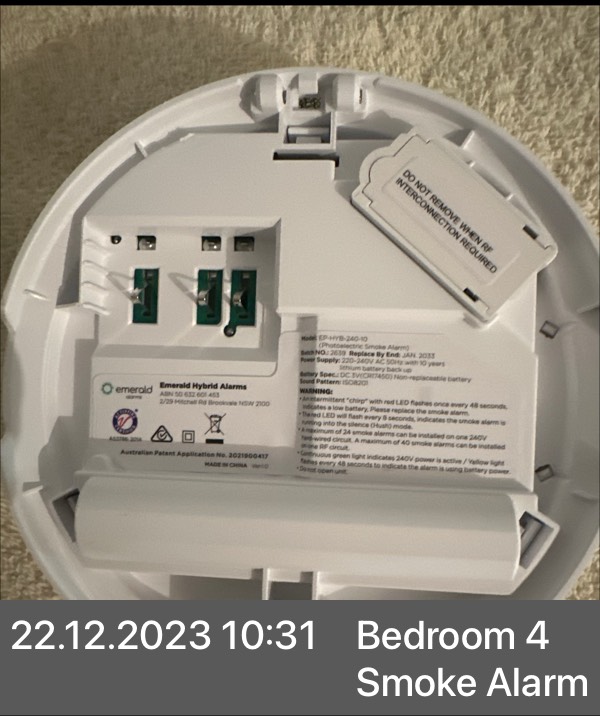 DO NOT REMOVE WHEN RF
INTERCONNECTION REQUIRED
Model: EP-HYB-240-10
(Photoelectric Smoke Alarm)
Batch NO.: 2639 Replace By End: JAN. 2033
Power Supply: 220-240V AC 50Hz with 10 years
lithium battery back up
Battery Spec.: DC 3V(CR17450) Non-replaceable battery
Sound Pattern: ISO8201
WARNING:
• An intermittent "chirp" with red LED flashes once every 48 seconds,
indicates a low battery. Please replace the smoke alarm.
• The red LED will flash every 8 seconds, indicates the smoke alarm is
running into the silence (Hush) mode.
• A maximum of 24 smoke alarms can be installed on one 240V
hard-wired circuit. A maximum of 40 smoke alarms can be installed
on one RF circuit.
• Continuous green light indicates 240V power is active / Yellow light
flashes every 48 seconds to indicate the alarm is using battery power.
• Do not open unit.
emerald
alarms
Emerald Hybrid Alarms
ABN 50 632 601 453
2/29 Mitchell Rd Brookvale NSW 2100
AS3786:2014
Australian Patent Application No. 2021900417
MADE IN CHINA
22.12.2023 10:31
Bedroom 4
Smoke Alarm